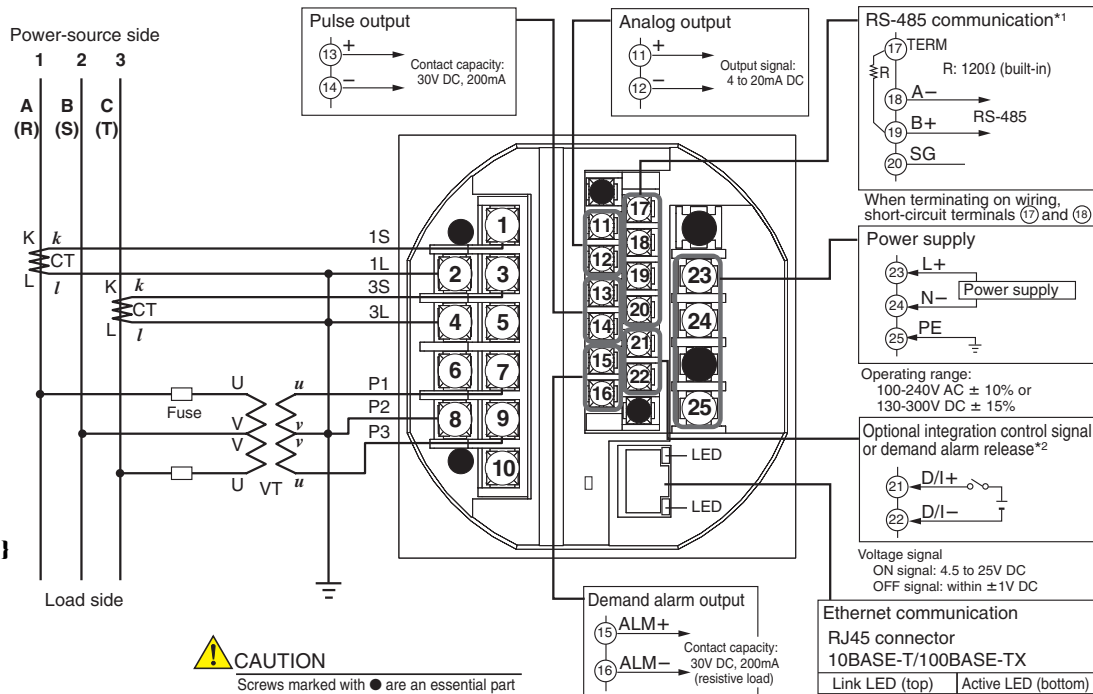 Power-source side
1 2 3
A B C
(R) (S) (T)
K k
CT
L l
K k
CT
L l
U u
Fuse
V v
V v
U VT u
1S
1L
3S
3L
P1
P2
P3
Load side
}
Pulse output
13 +
14 −
Contact capacity:
30V DC, 200mA
Analog output
11 +
12 −
Output signal:
4 to 20mA DC
RS-485 communication*1
17 TERM
R R: 120Ω (built-in)
18 A−
RS-485
19 B+
20 SG
When terminating on wiring,
short-circuit terminals 17 and 18
1
2 3
4 5
6 7
8 9
10
11 17
12 18
13 19
14 20
15 21
16 22
23
24
25
LED
LED
Power supply
23 L+
Power supply
24 N−
25 PE
Operating range:
100-240V AC ± 10% or
130-300V DC ± 15%
Optional integration control signal
or demand alarm release*2
21 D/I+
22 D/I−
Voltage signal
ON signal: 4.5 to 25V DC
OFF signal: within ±1V DC
Demand alarm output
15 ALM+
16 ALM−
Contact capacity:
30V DC, 200mA
(resistive load)
Ethernet communication
RJ45 connector
10BASE-T/100BASE-TX
Link LED (top) Active LED (bottom)
! CAUTION
Screws marked with ● are an essential part